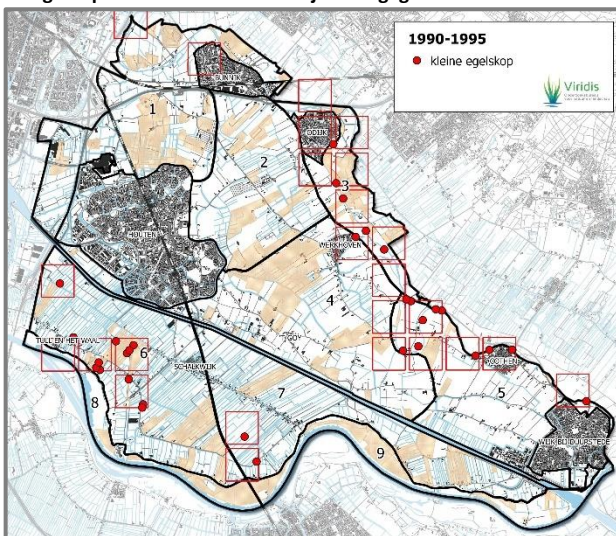 1990-1995
kleine egelskop
Viridis
BUNNIK
1
ODIJK
2
3
HOUTEN
WERKHOVEN
4
TULL EN HET WAAL
6
SCHALKWIJK
GOY
COTHEN
7
8
5
9
WIJK BIJ DUURSTEDE